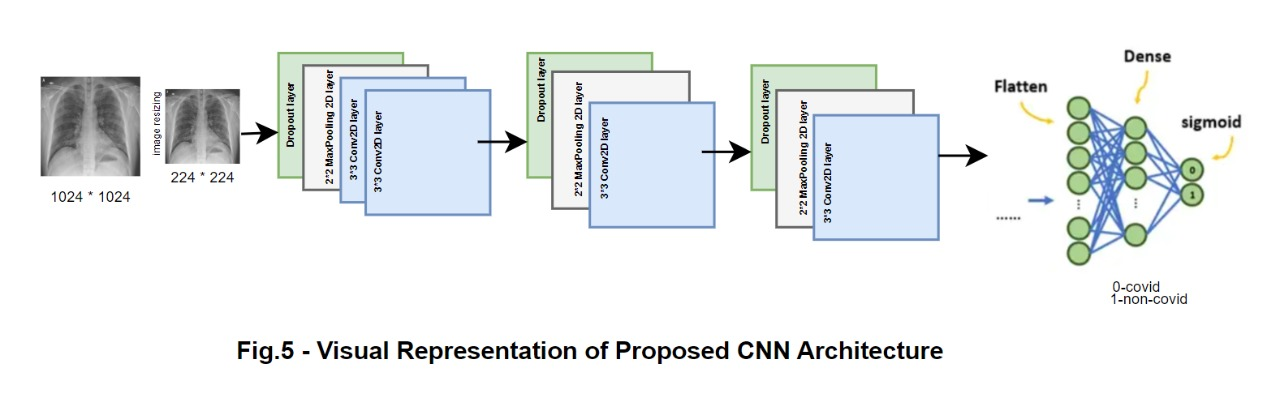 1024 * 1024
image resizing
224 * 224
Dropout layer
2*2 MaxPooling 2D layer
3*3 Conv2D layer
3*3 Conv2D layer
Dropout layer
2*2 MaxPooling 2D layer
3*3 Conv2D layer
Dropout layer
2*2 MaxPooling 2D layer
3*3 Conv2D layer
......
Flatten
Dense
sigmoid
0
1
0-covid
1-non-covid
Fig.5 - Visual Representation of Proposed CNN Architecture